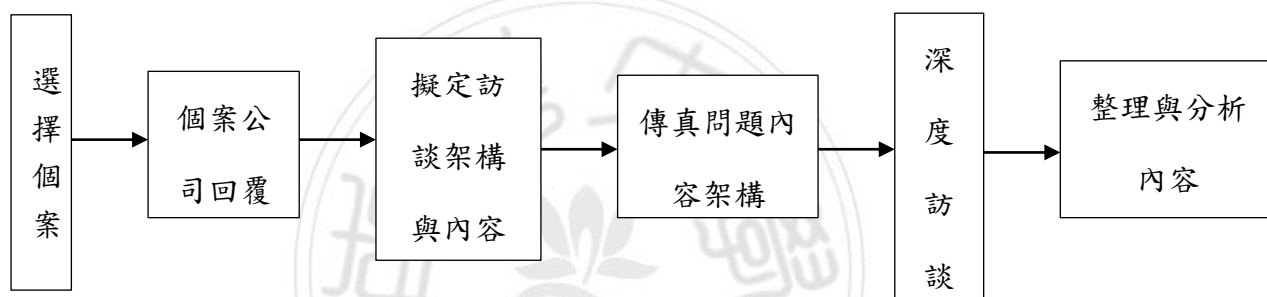 選擇個案
個案公
司回覆
擬定訪
談架構
與內容
傳真問題內
容架構
深度訪談
整理與分析
內容